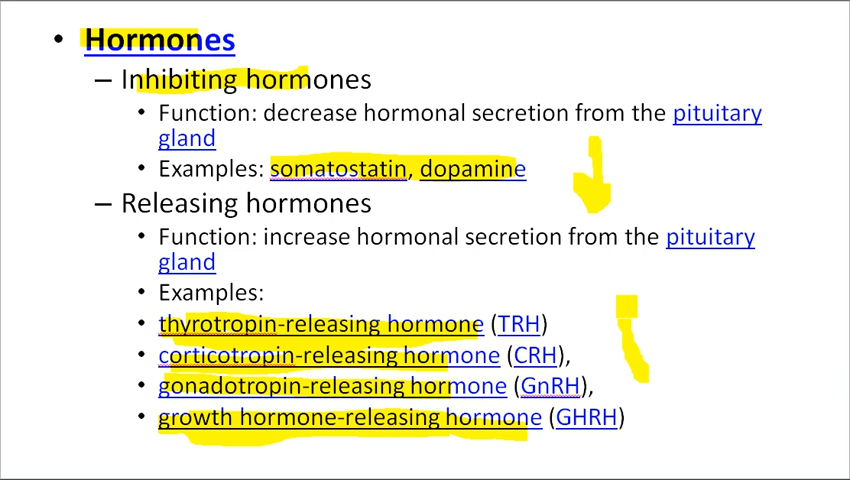 • Hormones
– Inhibiting hormones
• Function: decrease hormonal secretion from the pituitary
gland
• Examples: somatostatin, dopamine
– Releasing hormones
• Function: increase hormonal secretion from the pituitary
gland
• Examples:
• thyrotropin-releasing hormone (TRH)
• corticotropin-releasing hormone (CRH),
• gonadotropin-releasing hormone (GnRH),
• growth hormone-releasing hormone (GHRH)